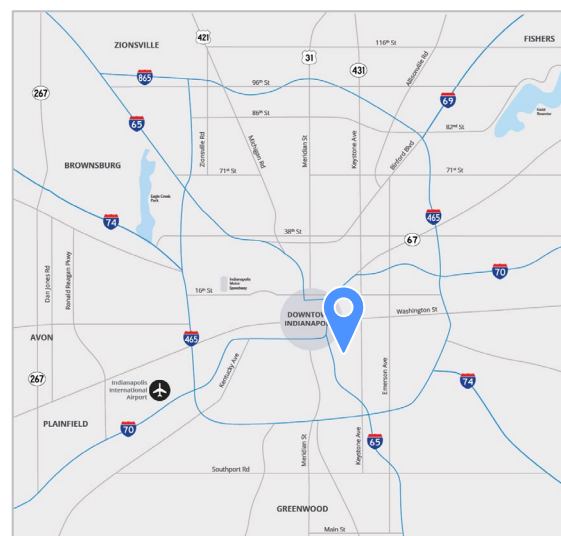 ZIONSVILLE
421
116th St
FISHERS
31
431
Allisonville Rd
267
865
96th St
69
65
86th St
82nd St
Zionsville Rd
Michigan Rd
Meridian St
Keystone Ave
Binford Blvd
BROWNSBURG
71st St
71st St
Eagle Creek
Park
465
74
38th St
67
70
Dan Jones Rd
Ronald Reagan Pkwy
Indianapolis
Motor
Speedway
16th St
DOWNTOWN
INDIANAPOL
Washington St
AVON
465
Kentucky Ave
Emerson Ave
267
Indianapolis
International
Airport
74
PLAINFIELD
70
Meridian St
Keystone Ave
65
Southport Rd
GREENWOOD
Main St